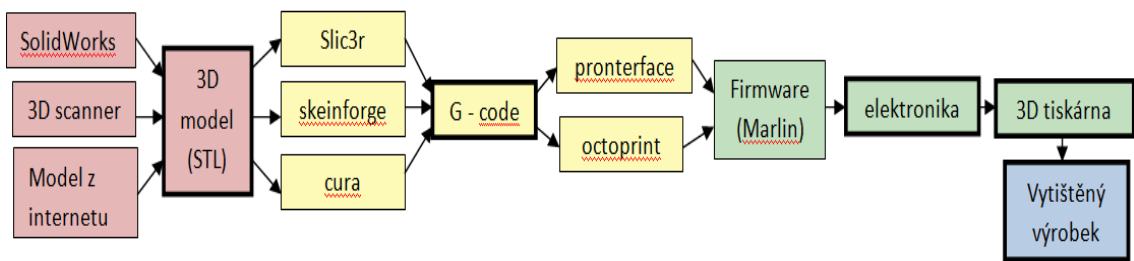 SolidWorks
3D scanner
Model z
internetu
3D
model
(STL)
Slic3r
skeinforge
cura
G - code
pronterface
octoprint
Firmware
(Marlin)
elektronika
3D tiskárna
Vytištěný
výrobek